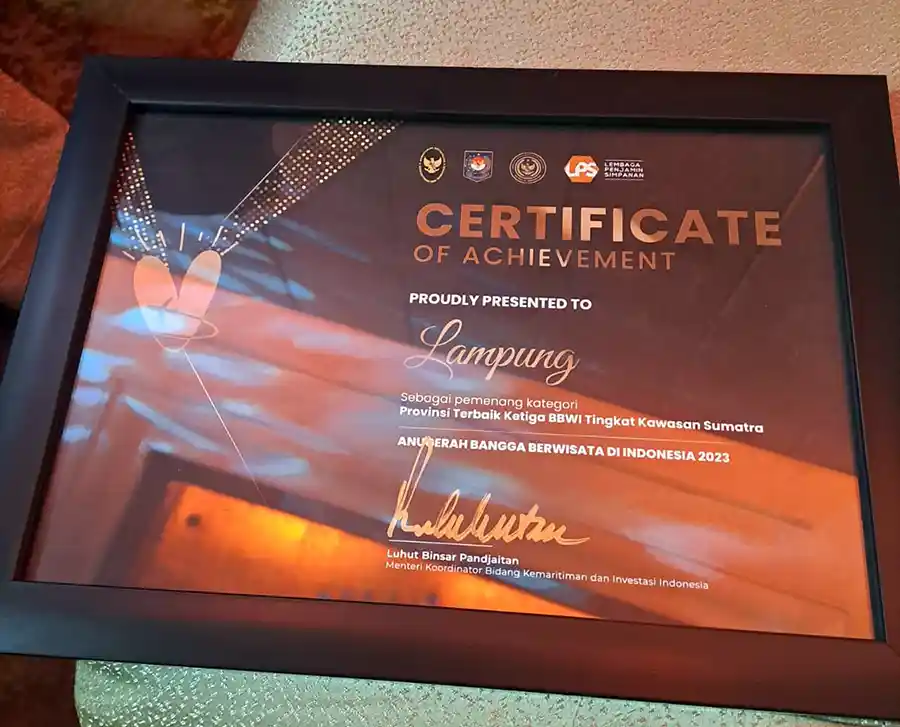 LPS LEMBAGA
PENJAMIN
SIMPANAN
CERTIFICATE
OF ACHIEVEMENT
PROUDLY PRESENTED TO
Lampung
Sebagai pemenang kategori
Provinsi Terbaik Ketiga BBWI Tingkat Kawasan Sumatra
ANUGERAH BANGGA BERWISATA DI INDONESIA 2023
Luhut Binsar Pandjaitan
Menteri Koordinator Bidang Kemaritiman dan Investasi Indonesia